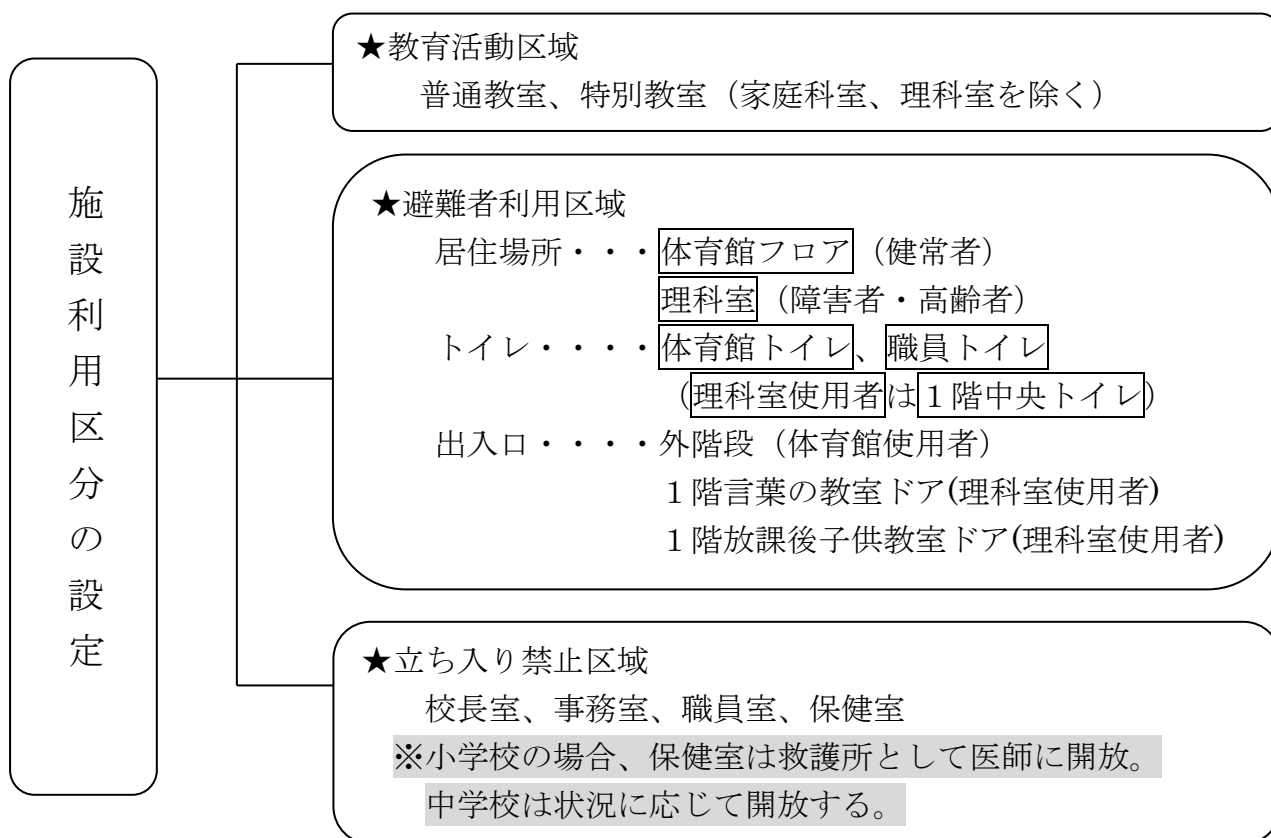 施設利用区分の設定
★教育活動区域
普通教室、特別教室（家庭科室、理科室を除く）
★避難者利用区域
居住場所・・・体育館フロア（健常者）
理科室（障害者・高齢者）
トイレ・・・・体育館トイレ、職員トイレ
（理科室使用者は１階中央トイレ）
出入口・・・・外階段（体育館使用者）
１階言葉の教室ドア(理科室使用者)
１階放課後子供教室ドア(理科室使用者)
★立ち入り禁止区域
校長室、事務室、職員室、保健室
※小学校の場合、保健室は救護所として医師に開放。
中学校は状況に応じて開放する。